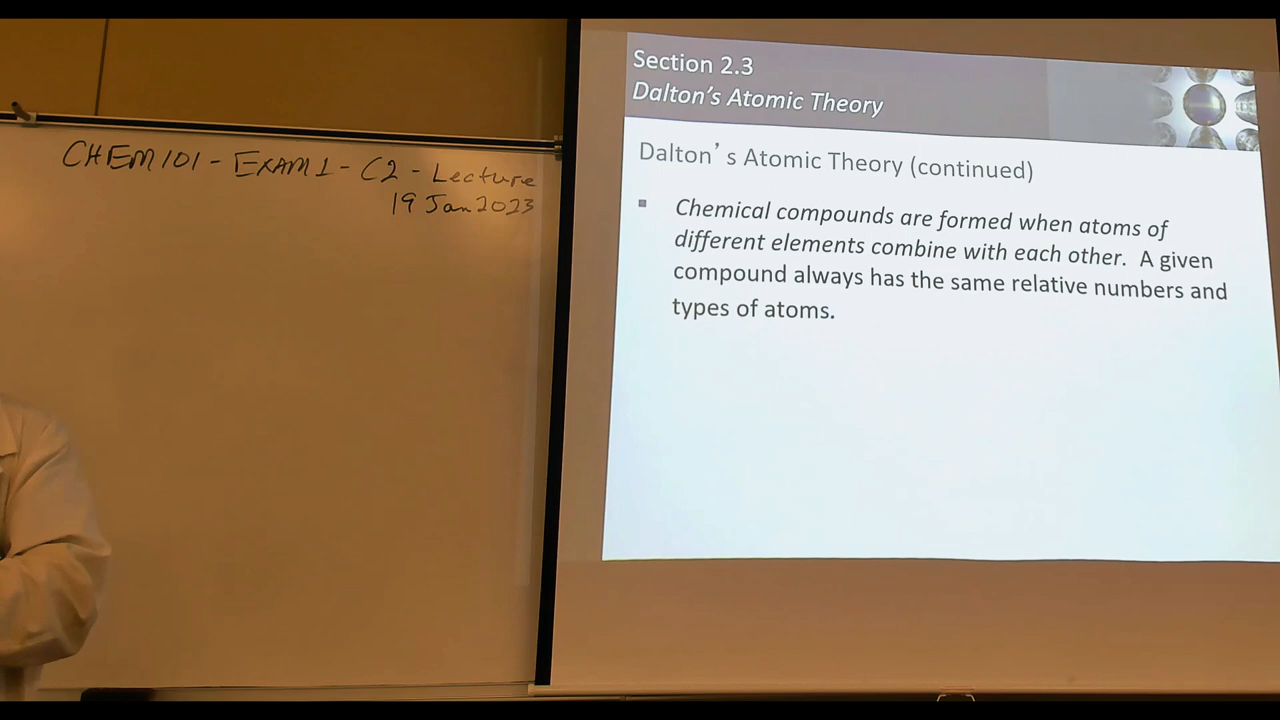 CHEM 101 - EXAM 1 - C2 - Lecture
19 Jan 2023
Section 2.3
Dalton's Atomic Theory
Dalton's Atomic Theory (continued)
▪ Chemical compounds are formed when atoms of
different elements combine with each other. A given
compound always has the same relative numbers and
types of atoms.